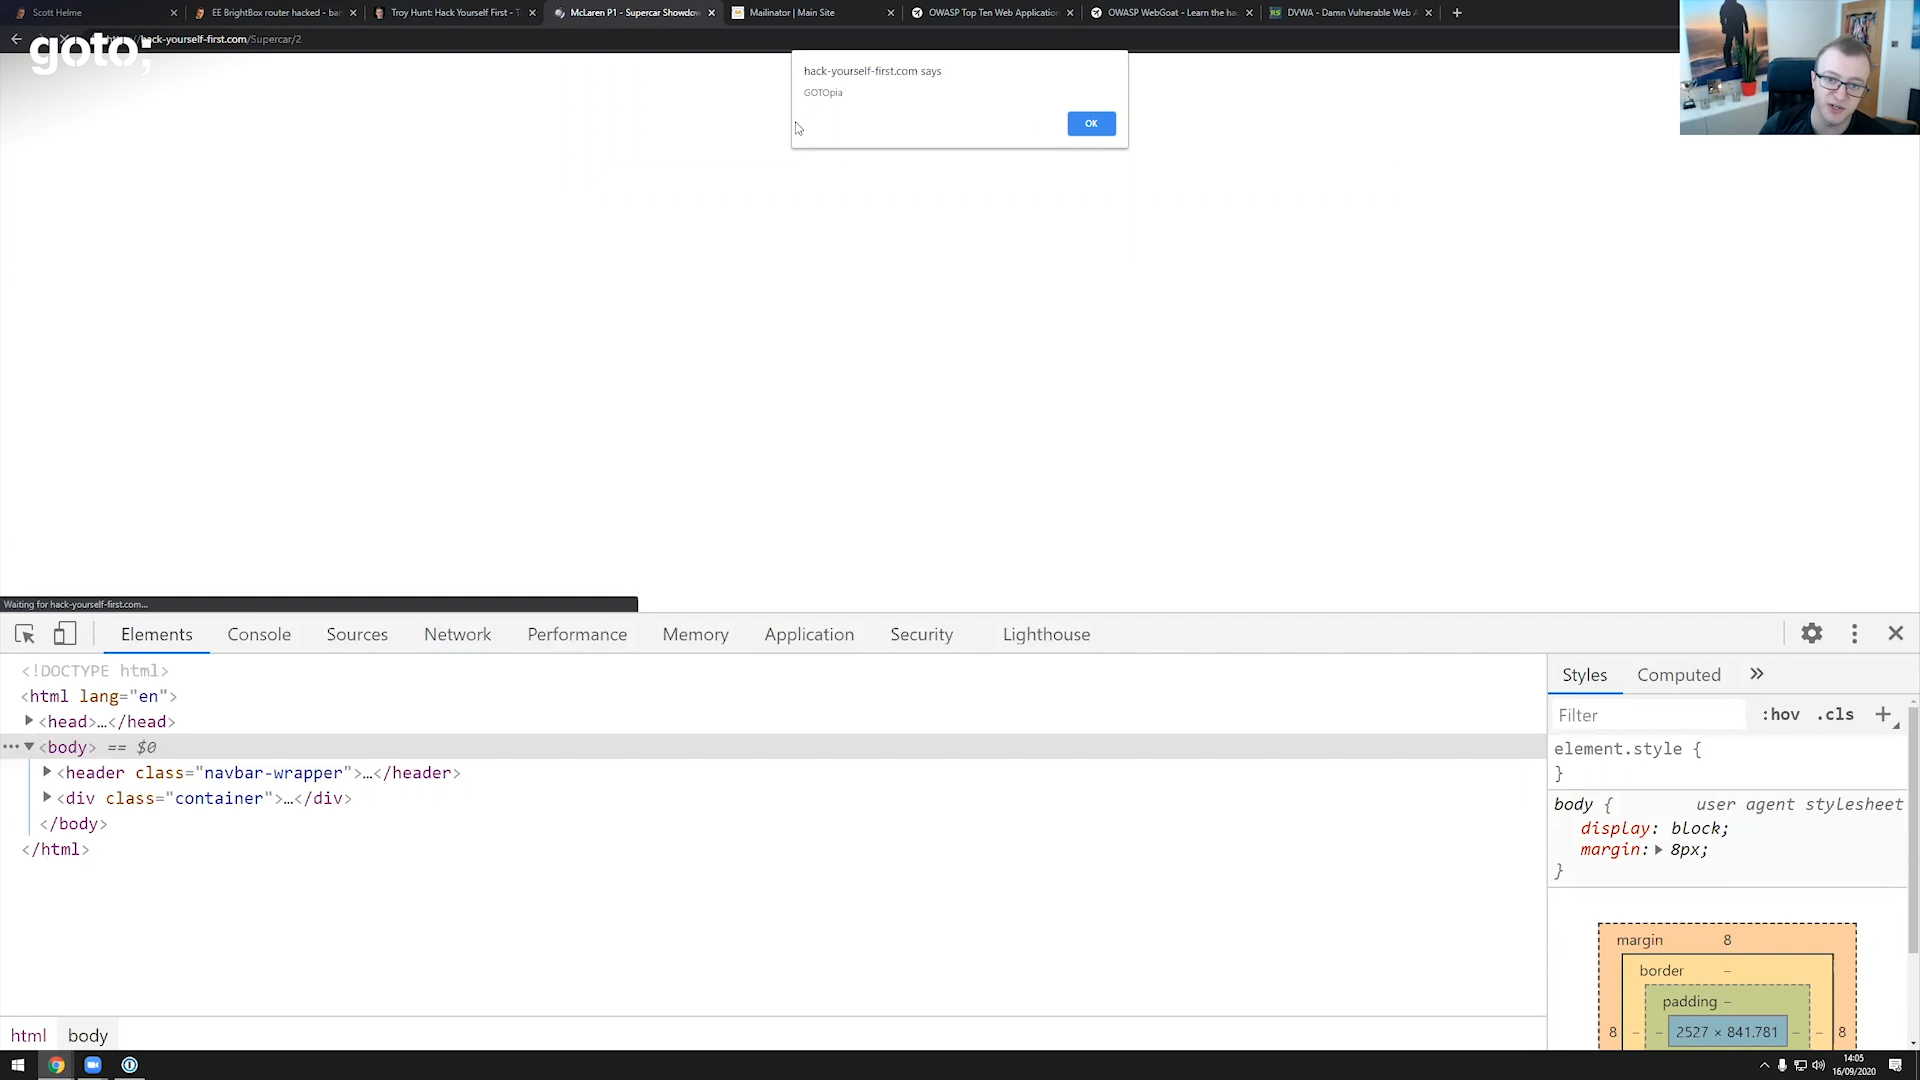 Scott Helme
EE BrightBox router hacked - ba
Troy Hunt: Hack Yourself First - T
McLaren P1 - Supercar Showdow
Mailinator | Main Site
OWASP Top Ten Web Application
OWASP WebGoat - Learn the ha
DVWA - Damn Vulnerable Web A
hack-yourself-first.com/Supercar/2
goto;
hack-yourself-first.com says
GOTOpia
OK
Waiting for hack-yourself-first.com...
Elements
Console
Sources
Network
Performance
Memory
Application
Security
Lighthouse
<!DOCTYPE html>
<html lang="en">
<head>…</head>
<body> == $0
<header class="navbar-wrapper">…</header>
<div class="container">…</div>
</body>
</html>
Styles
Computed
Filter
:hov .cls
element.style {
}
body {
user agent stylesheet
display: block;
margin: 8px;
}
margin 8
border –
padding –
8 – – 2527 × 841.781 – – 8
html body
14:05
16/09/2020